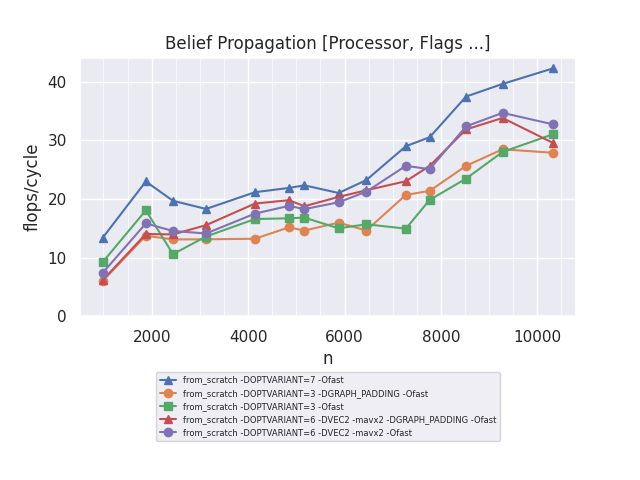 Belief Propagation [Processor, Flags ...]
flops/cycle
40
30
20
10
0
2000 4000 6000 8000 10000
n
from_scratch -DOPTVARIANT=7 -Ofast
from_scratch -DOPTVARIANT=3 -DGRAPH_PADDING -Ofast
from_scratch -DOPTVARIANT=3 -Ofast
from_scratch -DOPTVARIANT=6 -DVEC2 -mavx2 -DGRAPH_PADDING -Ofast
from_scratch -DOPTVARIANT=6 -DVEC2 -mavx2 -Ofast